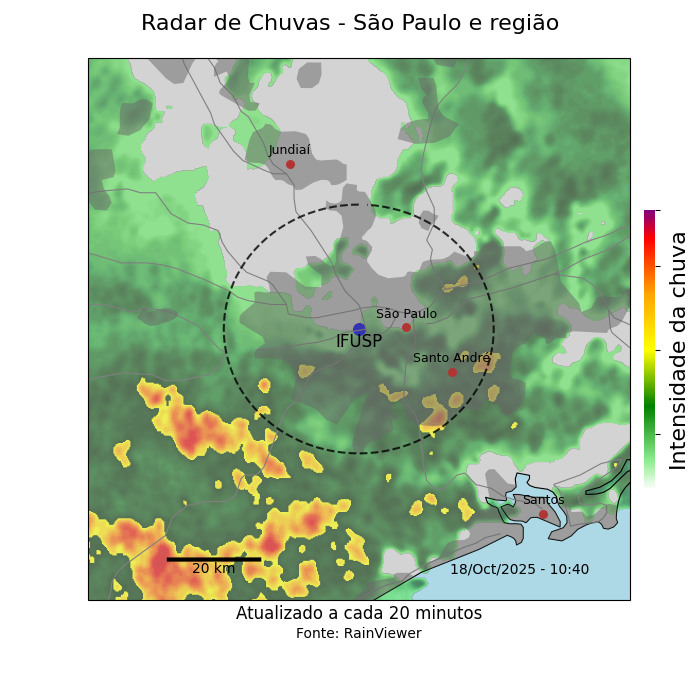 Radar de Chuvas - São Paulo e região
Jundiaí
São Paulo
IFUSP
Santo André
Santos
20 km
18/Oct/2025 - 10:40
Intensidade da chuva
Atualizado a cada 20 minutos
Fonte: RainViewer